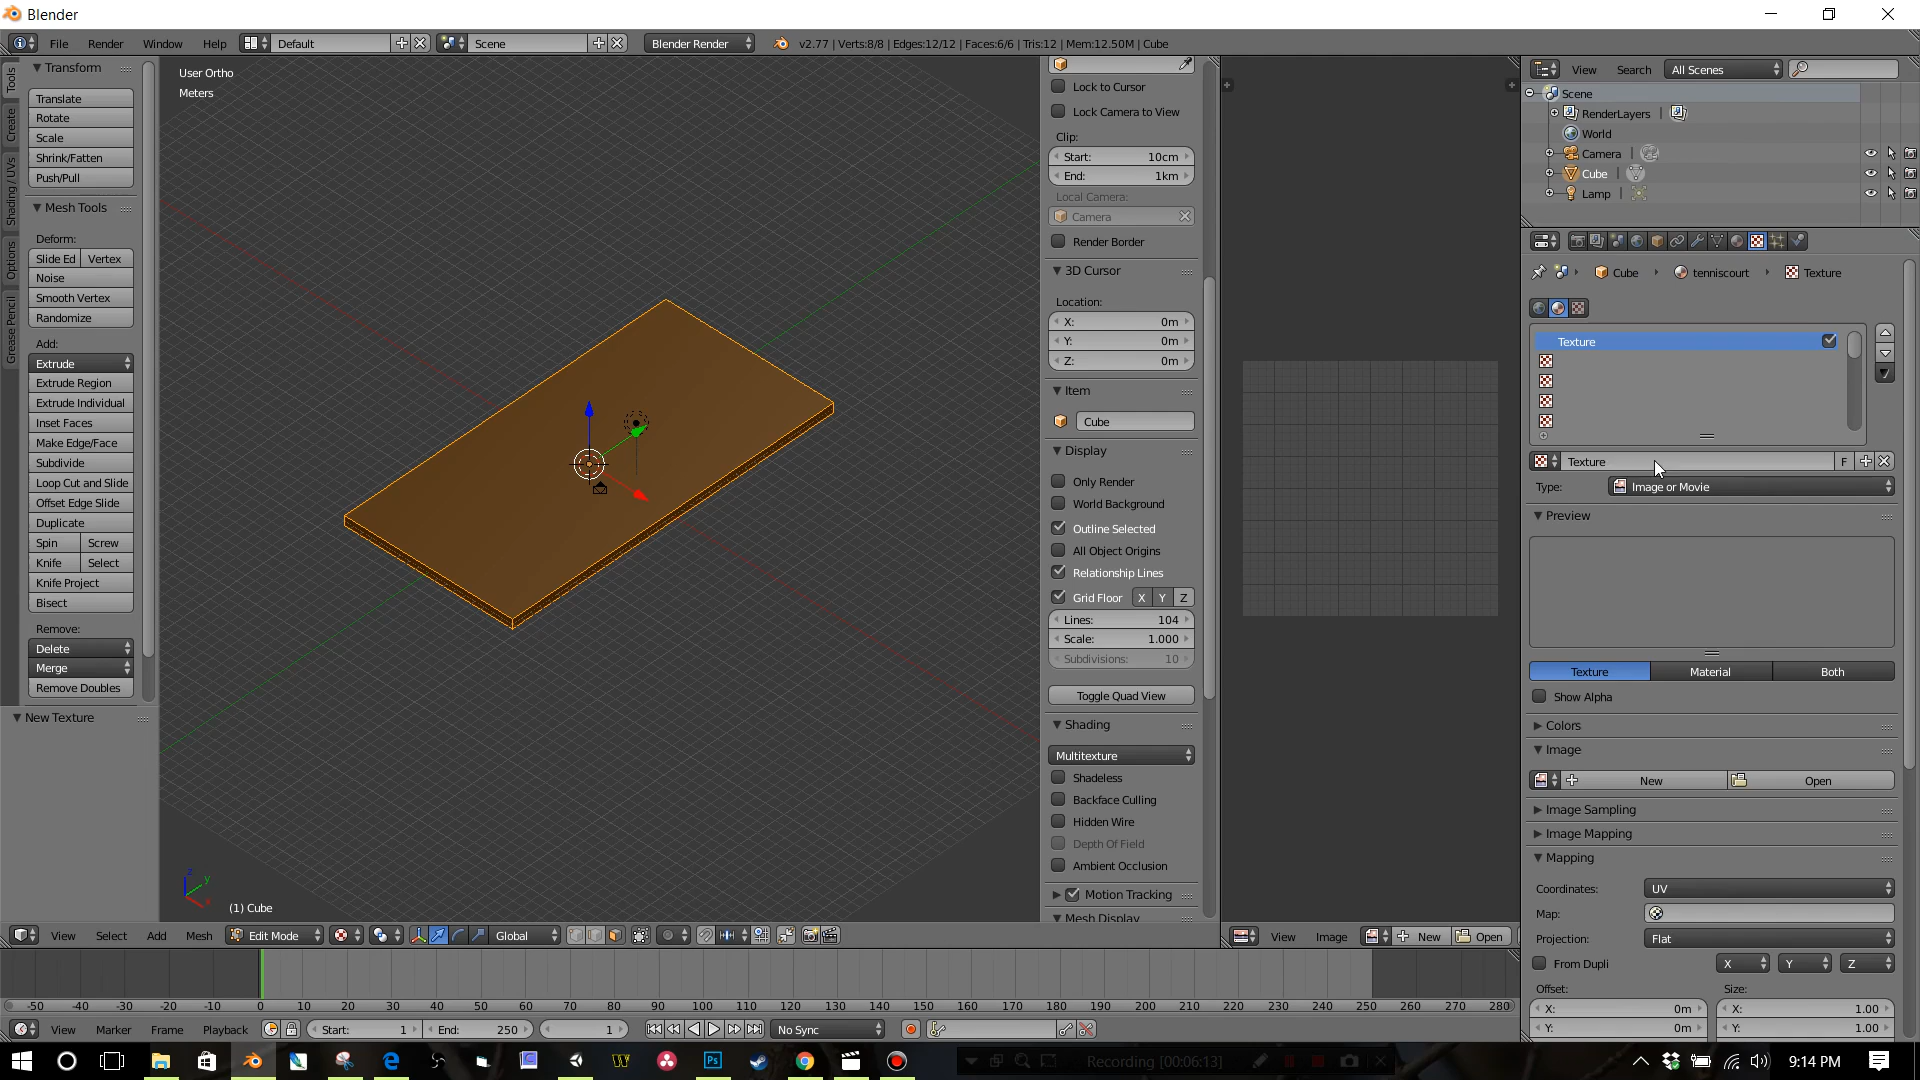 Blender
File Render Window Help Default Scene Blender Render v2.77 | Verts:8/8 | Edges:12/12 | Faces:6/6 | Tris:12 | Mem:12.50M | Cube
Tools
Create
Shading / UVs
Options
Grease Pencil
Transform
Translate
Rotate
Scale
Shrink/Fatten
Push/Pull
Mesh Tools
Deform:
Slide Ed Vertex
Noise
Smooth Vertex
Randomize
Add:
Extrude
Extrude Region
Extrude Individual
Inset Faces
Make Edge/Face
Subdivide
Loop Cut and Slide
Offset Edge Slide
Duplicate
Spin Screw
Knife Select
Knife Project
Bisect
Remove:
Delete
Merge
Remove Doubles
New Texture
User Ortho
Meters
z
y
x
(1) Cube
Lock to Cursor
Lock Camera to View
Clip:
Start: 10cm
End: 1km
Local Camera:
Camera
Render Border
3D Cursor
Location:
X: 0m
Y: 0m
Z: 0m
Item
Cube
Display
Only Render
World Background
Outline Selected
All Object Origins
Relationship Lines
Grid Floor X Y Z
Lines: 104
Scale: 1.000
Subdivisions: 10
Toggle Quad View
Shading
Multitexture
Shadeless
Backface Culling
Hidden Wire
Depth Of Field
Ambient Occlusion
Motion Tracking
Mesh Display
View Search All Scenes
Scene
RenderLayers
World
Camera
Cube
Lamp
Cube tenniscourt Texture
Texture
Texture F
Type: Image or Movie
Preview
Texture Material Both
Show Alpha
Colors
Image
New Open
Image Sampling
Image Mapping
Mapping
Coordinates: UV
Map:
Projection: Flat
From Dupli X Y Z
Offset: Size:
X: 0m X: 1.00
Y: 0m Y: 1.00
View Select Add Mesh Edit Mode Global
View Image New Open
-50 -40 -30 -20 -10 0 10 20 30 40 50 60 70 80 90 100 110 120 130 140 150 160 170 180 190 200 210 220 230 240 250 260 270 280
View Marker Frame Playback Start: 1 End: 250 1 No Sync
Recording [00:06:13] 9:14 PM